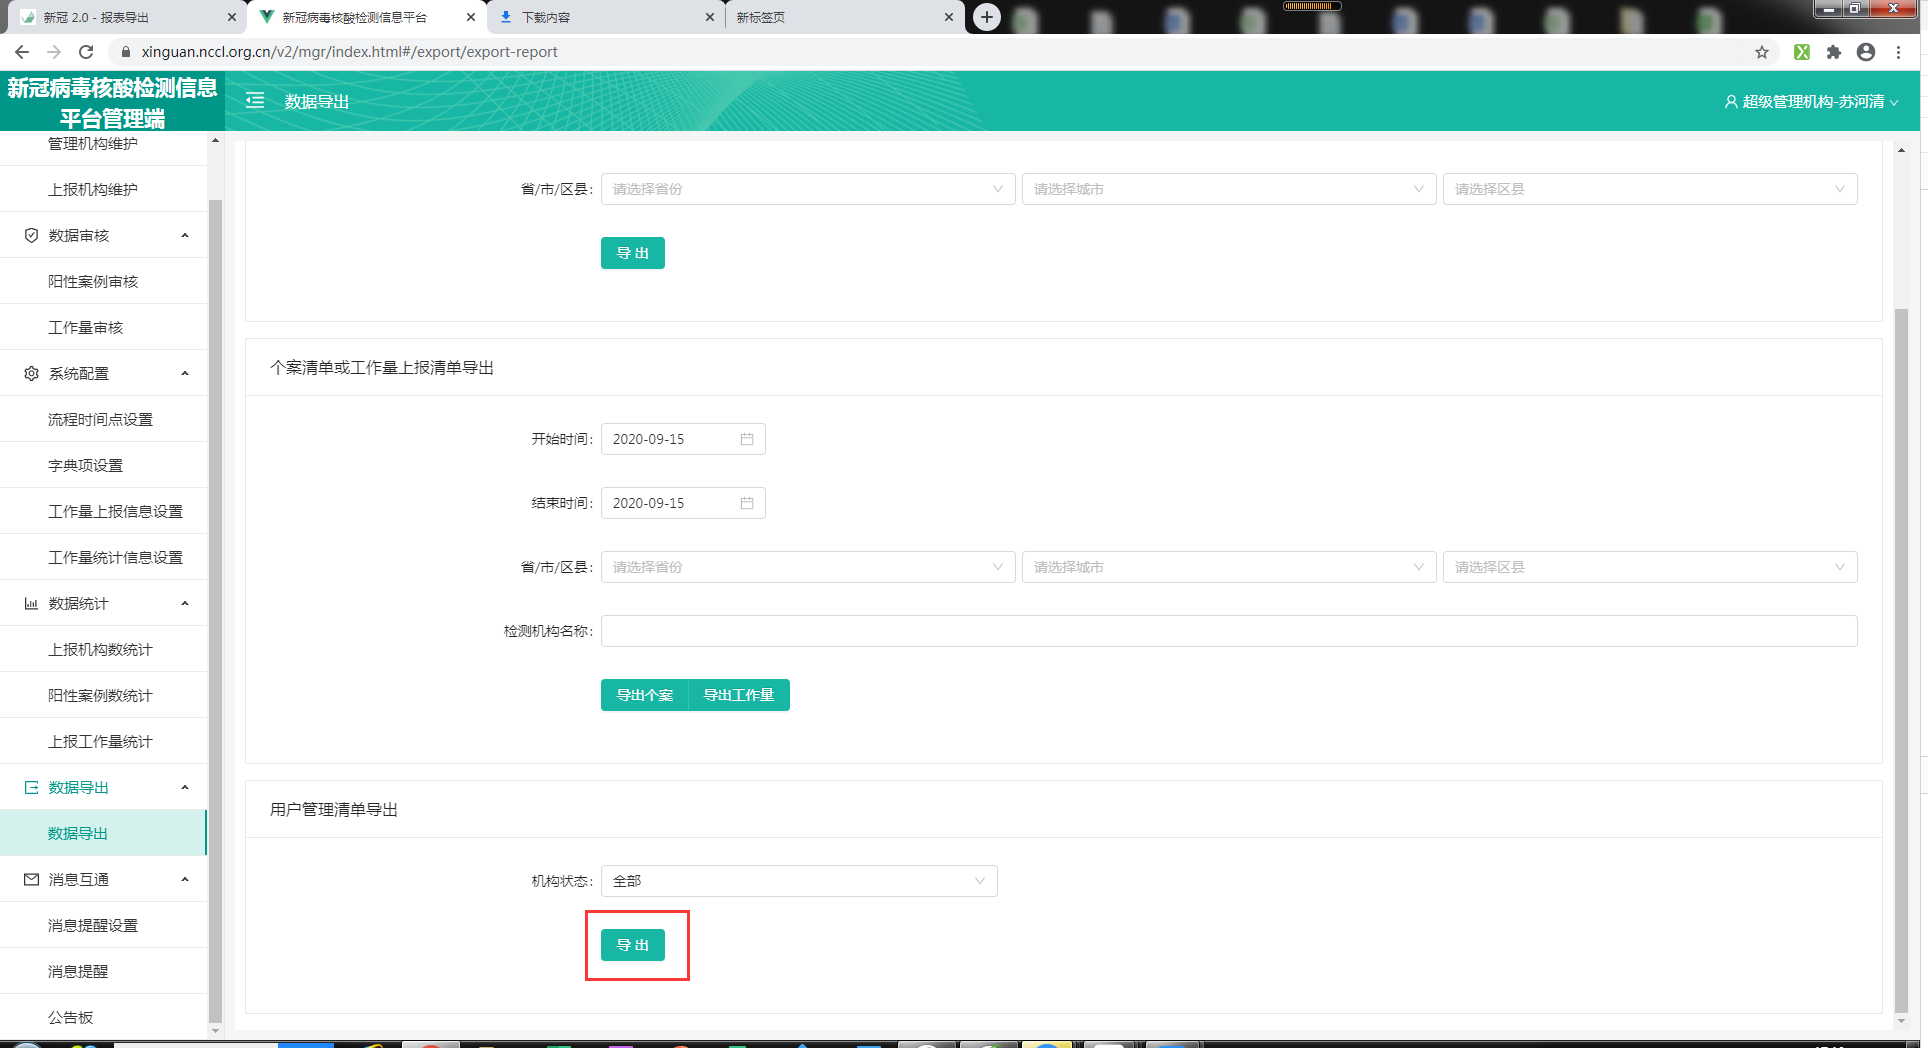 新冠 2.0 - 报表导出
新冠病毒核酸检测信息平台
下载内容
新标签页
xinguan.nccl.org.cn/v2/mgr/index.html#/export/export-report
新冠病毒核酸检测信息
平台管理端
数据导出
超级管理机构-苏河清
管理机构维护
上报机构维护
数据审核
阳性案例审核
工作量审核
系统配置
流程时间点设置
字典项设置
工作量上报信息设置
工作量统计信息设置
数据统计
上报机构数统计
阳性案例数统计
上报工作量统计
数据导出
数据导出
消息互通
消息提醒设置
消息提醒
公告板
省/市/区县: 请选择省份 请选择城市 请选择区县
导 出
个案清单或工作量上报清单导出
开始时间: 2020-09-15
结束时间: 2020-09-15
省/市/区县: 请选择省份 请选择城市 请选择区县
检测机构名称:
导出个案 导出工作量
用户管理清单导出
机构状态: 全部
导 出